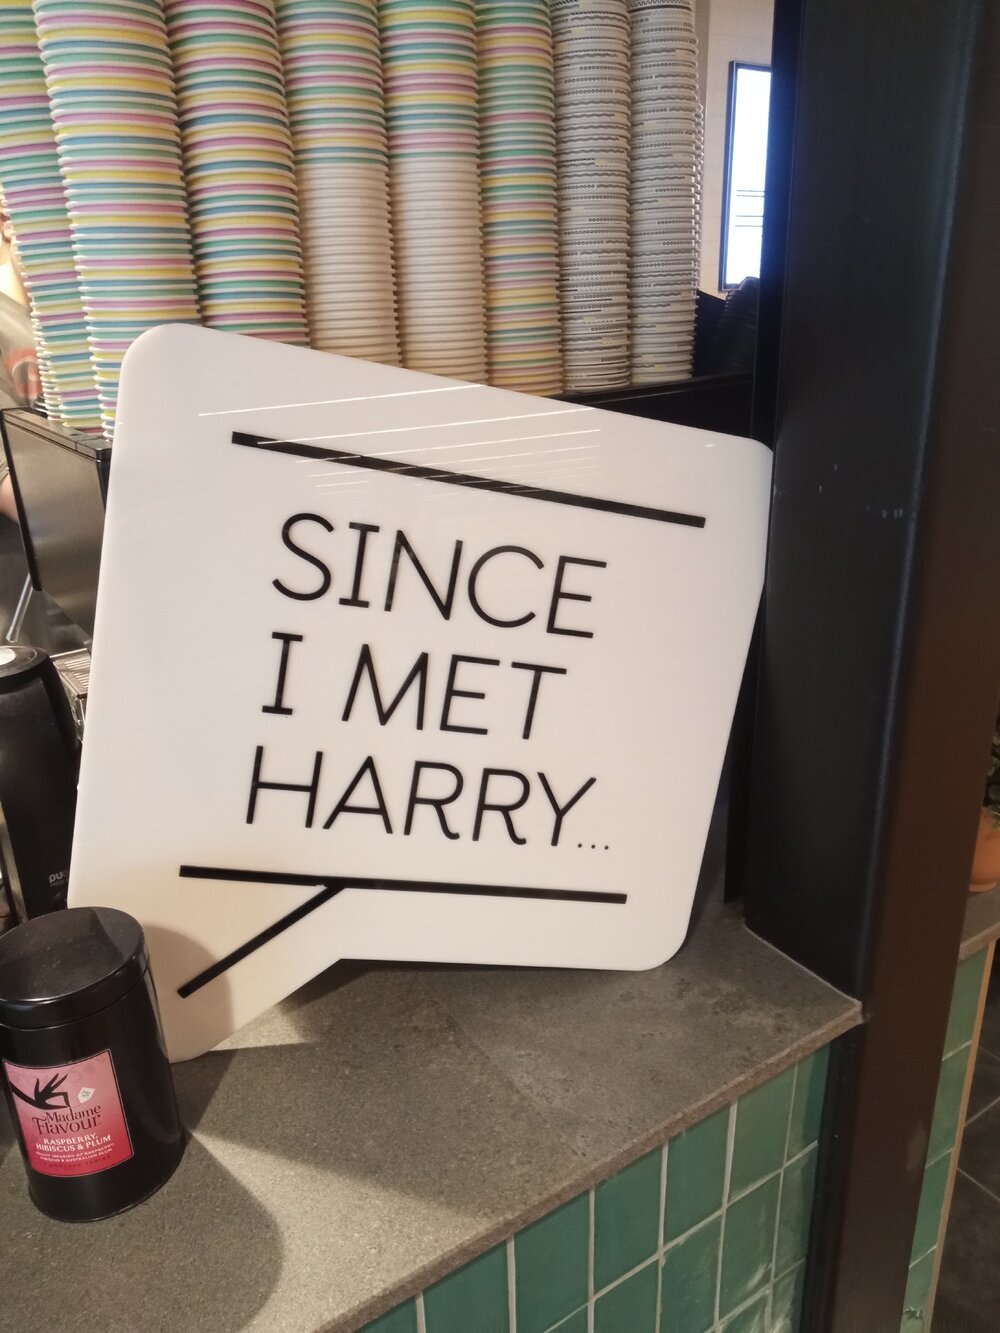 SINCE
I MET
HARRY...
Madame
Flavour
RASPBERRY,
HIBISCUS & PLUM